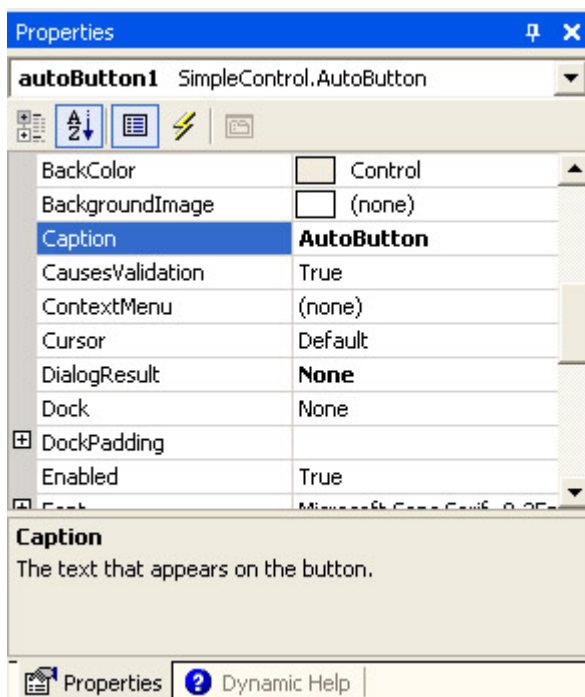 Properties
autoButton1 SimpleControl.AutoButton
BackColor Control
BackgroundImage (none)
Caption AutoButton
CausesValidation True
ContextMenu (none)
Cursor Default
DialogResult None
Dock None
DockPadding
Enabled True
Caption
The text that appears on the button.
Properties Dynamic Help